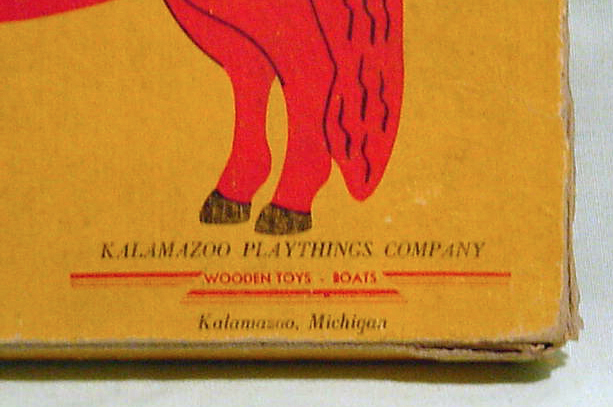 KALAMAZOO PLAYTHINGS COMPANY
WOODEN TOYS - BOATS
Kalamazoo, Michigan